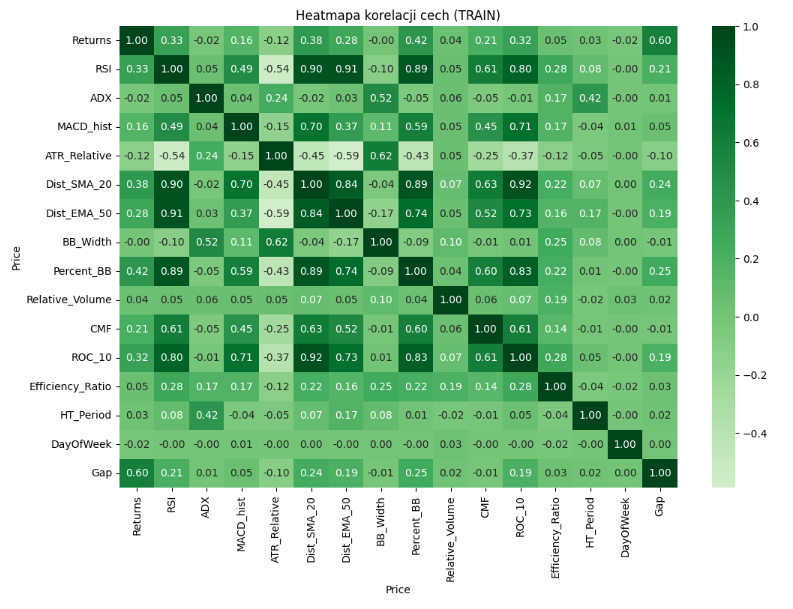 Heatmapa korelacji cech (TRAIN)
Returns 1.00 0.33 -0.02 0.16 -0.12 0.38 0.28 -0.00 0.42 0.04 0.21 0.32 0.05 0.03 -0.02 0.60
RSI 0.33 1.00 0.05 0.49 -0.54 0.90 0.91 -0.10 0.89 0.05 0.61 0.80 0.28 0.08 -0.00 0.21
ADX -0.02 0.05 1.00 0.04 0.24 -0.02 0.03 0.52 -0.05 0.06 -0.05 -0.01 0.17 0.42 -0.00 0.01
MACD_hist 0.16 0.49 0.04 1.00 -0.15 0.70 0.37 0.11 0.59 0.05 0.45 0.71 0.17 -0.04 0.01 0.05
ATR_Relative -0.12 -0.54 0.24 -0.15 1.00 -0.45 -0.59 0.62 -0.43 0.05 -0.25 -0.37 -0.12 -0.05 -0.00 -0.10
Dist_SMA_20 0.38 0.90 -0.02 0.70 -0.45 1.00 0.84 -0.04 0.89 0.07 0.63 0.92 0.22 0.07 0.00 0.24
Dist_EMA_50 0.28 0.91 0.03 0.37 -0.59 0.84 1.00 -0.17 0.74 0.05 0.52 0.73 0.16 0.17 -0.00 0.19
BB_Width -0.00 -0.10 0.52 0.11 0.62 -0.04 -0.17 1.00 -0.09 0.10 -0.01 0.01 0.25 0.08 0.00 -0.01
Percent_BB 0.42 0.89 -0.05 0.59 -0.43 0.89 0.74 -0.09 1.00 0.04 0.60 0.83 0.22 0.01 -0.00 0.25
Relative_Volume 0.04 0.05 0.06 0.05 0.05 0.07 0.05 0.10 0.04 1.00 0.06 0.07 0.19 -0.02 0.03 0.02
CMF 0.21 0.61 -0.05 0.45 -0.25 0.63 0.52 -0.01 0.60 0.06 1.00 0.61 0.14 -0.01 -0.00 -0.01
ROC_10 0.32 0.80 -0.01 0.71 -0.37 0.92 0.73 0.01 0.83 0.07 0.61 1.00 0.28 0.05 -0.00 0.19
Efficiency_Ratio 0.05 0.28 0.17 0.17 -0.12 0.22 0.16 0.25 0.22 0.19 0.14 0.28 1.00 -0.04 -0.02 0.03
HT_Period 0.03 0.08 0.42 -0.04 -0.05 0.07 0.17 0.08 0.01 -0.02 -0.01 0.05 -0.04 1.00 -0.00 0.02
DayOfWeek -0.02 -0.00 -0.00 0.01 -0.00 0.00 -0.00 0.00 -0.00 0.03 -0.00 -0.00 -0.02 -0.00 1.00 0.00
Gap 0.60 0.21 0.01 0.05 -0.10 0.24 0.19 -0.01 0.25 0.02 -0.01 0.19 0.03 0.02 0.00 1.00
Price
Returns RSI ADX MACD_hist ATR_Relative Dist_SMA_20 Dist_EMA_50 BB_Width Percent_BB Relative_Volume CMF ROC_10 Efficiency_Ratio HT_Period DayOfWeek Gap
Price
1.0
0.8
0.6
0.4
0.2
0.0
−0.2
−0.4